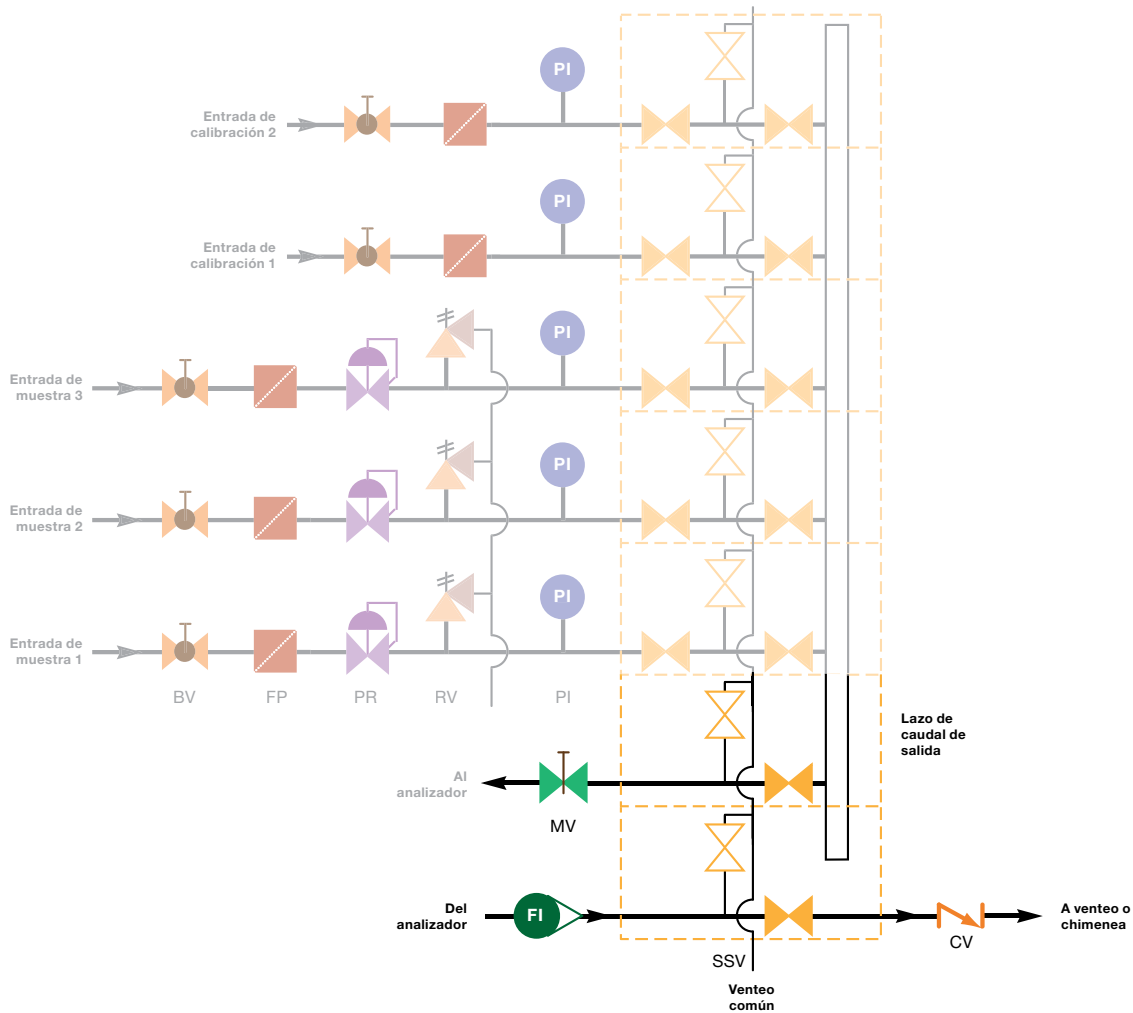 PI
Entrada de
calibración 2
PI
Entrada de
calibración 1
PI
Entrada de
muestra 3
PI
Entrada de
muestra 2
PI
Entrada de
muestra 1
BV
FP
PR
RV
PI
Lazo de
caudal de
salida
Al
analizador
MV
Del
analizador
FI
A venteo o
chimenea
CV
SSV
Venteo
común